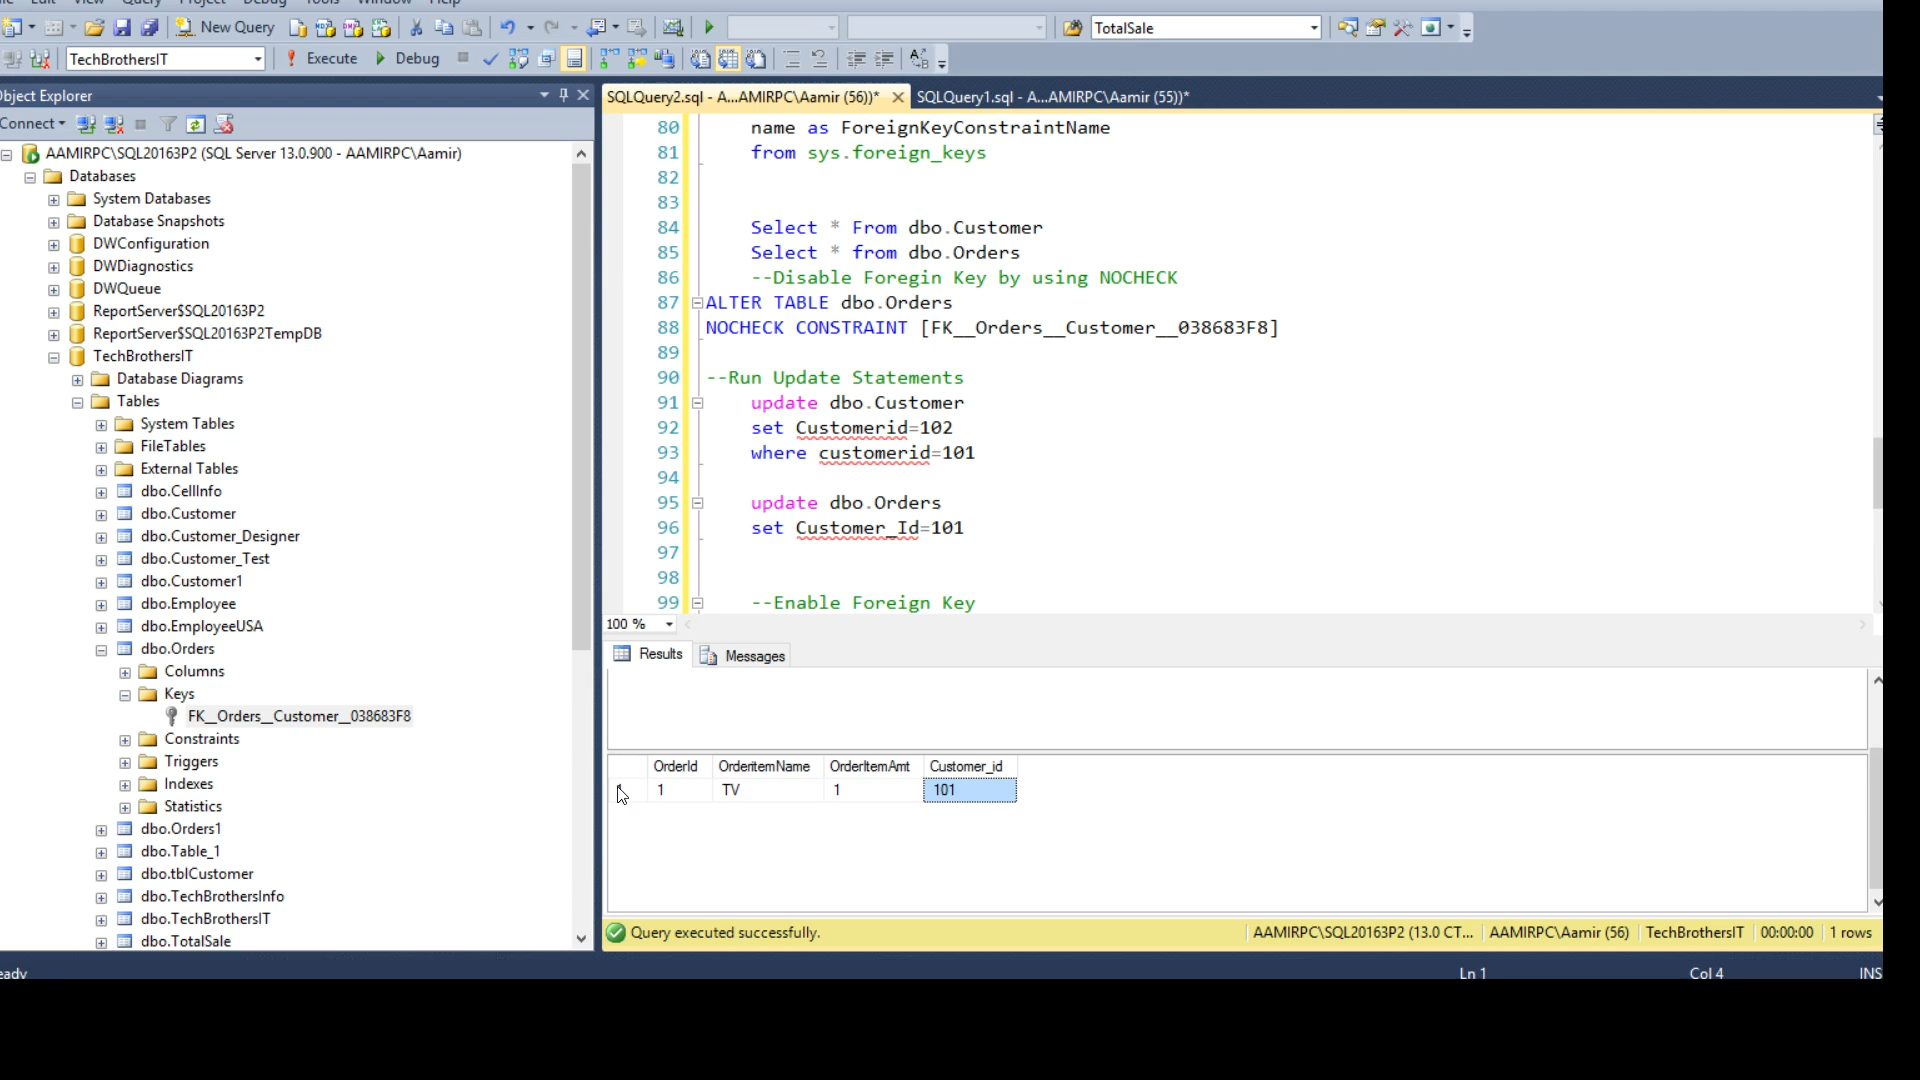 Edit View Query Project Debug Tools Window Help
New Query
TotalSale
TechBrothersIT
Execute
Debug
Object Explorer
SQLQuery2.sql - A...AMIRPC\Aamir (56))*
SQLQuery1.sql - A...AMIRPC\Aamir (55))*
Connect
AAMIRPC\SQL20163P2 (SQL Server 13.0.900 - AAMIRPC\Aamir)
Databases
System Databases
Database Snapshots
DWConfiguration
DWDiagnostics
DWQueue
ReportServer$SQL20163P2
ReportServer$SQL20163P2TempDB
TechBrothersIT
Database Diagrams
Tables
System Tables
FileTables
External Tables
dbo.CellInfo
dbo.Customer
dbo.Customer_Designer
dbo.Customer_Test
dbo.Customer1
dbo.Employee
dbo.EmployeeUSA
dbo.Orders
Columns
Keys
FK__Orders__Customer__038683F8
Constraints
Triggers
Indexes
Statistics
dbo.Orders1
dbo.Table_1
dbo.tblCustomer
dbo.TechBrothersInfo
dbo.TechBrothersIT
dbo.TotalSale
80 name as ForeignKeyConstraintName
81 from sys.foreign_keys
82
83
84 Select * From dbo.Customer
85 Select * from dbo.Orders
86 --Disable Foregin Key by using NOCHECK
87 ALTER TABLE dbo.Orders
88 NOCHECK CONSTRAINT [FK__Orders__Customer__038683F8]
89
90 --Run Update Statements
91 update dbo.Customer
92 set Customerid=102
93 where customerid=101
94
95 update dbo.Orders
96 set Customer_Id=101
97
98
99 --Enable Foreign Key
100 %
Results
Messages
OrderId OrderitemName OrderItemAmt Customer_id
1 TV 1 101
Query executed successfully.
AAMIRPC\SQL20163P2 (13.0 CT... AAMIRPC\Aamir (56) TechBrothersIT 00:00:00 1 rows
Ln 1 Col 4 INS